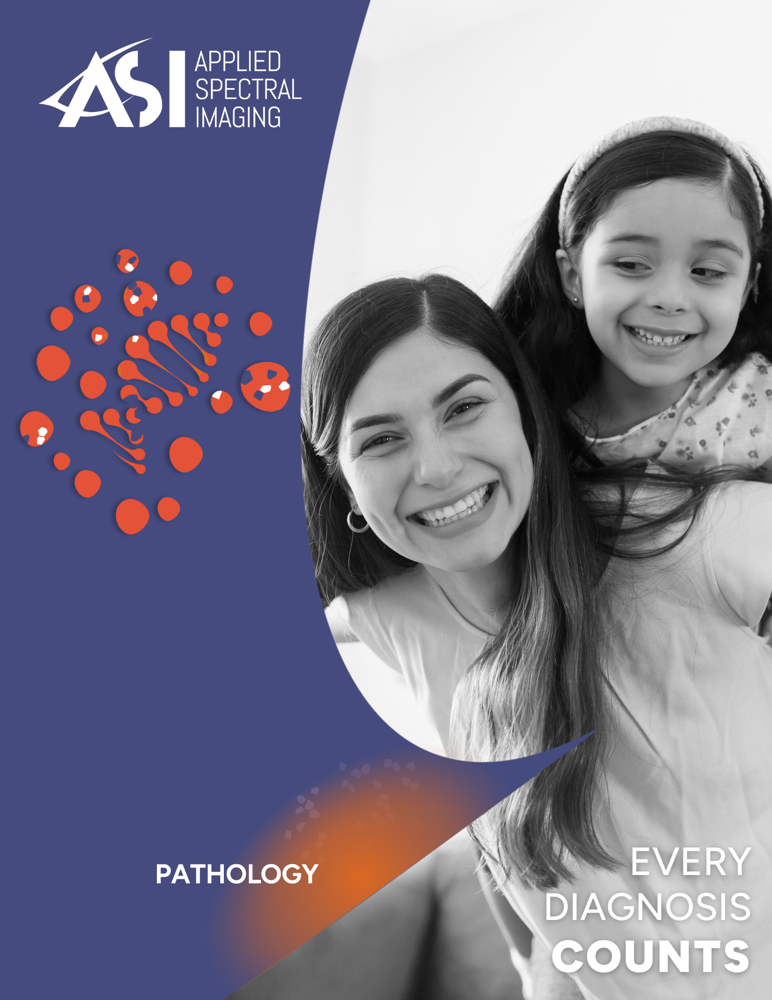 ASI
APPLIED
SPECTRAL
IMAGING
PATHOLOGY
EVERY
DIAGNOSIS
COUNTS